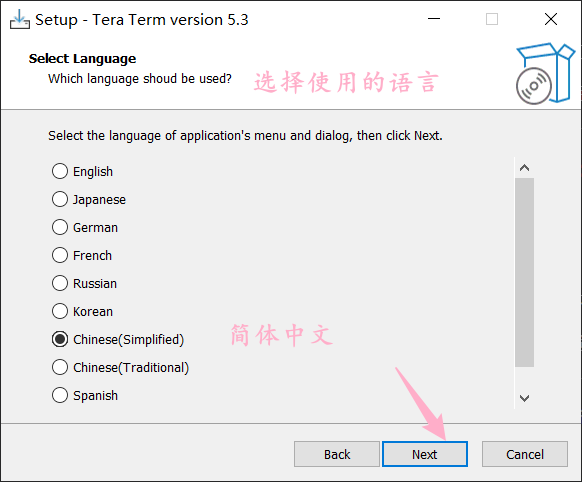 Setup - Tera Term version 5.3
Select Language
Which language shoud be used?
选择使用的语言
Select the language of application's menu and dialog, then click Next.
English
Japanese
German
French
Russian
Korean
Chinese(Simplified)
简体中文
Chinese(Traditional)
Spanish
Back
Next
Cancel